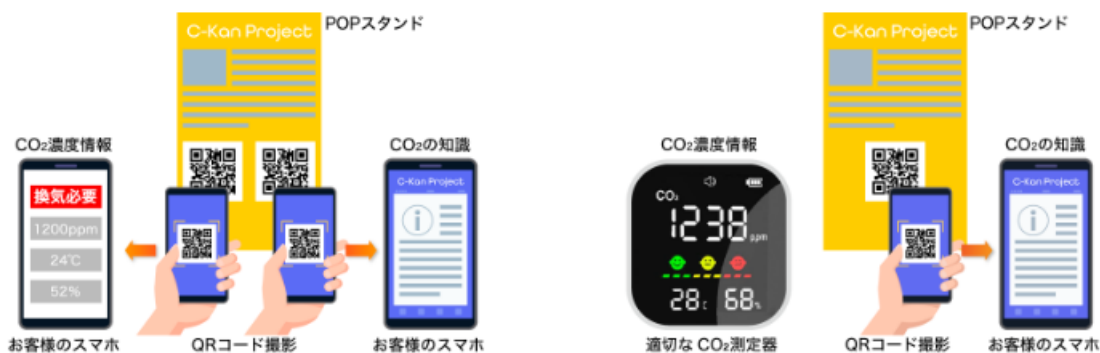 C-Kan Project
POPスタンド
CO₂濃度情報
換気必要
1200ppm
24℃
52%
お客様のスマホ
QRコード撮影
CO₂の知識
C-Kan Project
お客様のスマホ
C-Kan Project
POPスタンド
CO₂濃度情報
CO₂
1238 ppm
28℃ 68%
適切な CO₂測定器
QRコード撮影
CO₂の知識
C-Kan Project
お客様のスマホ